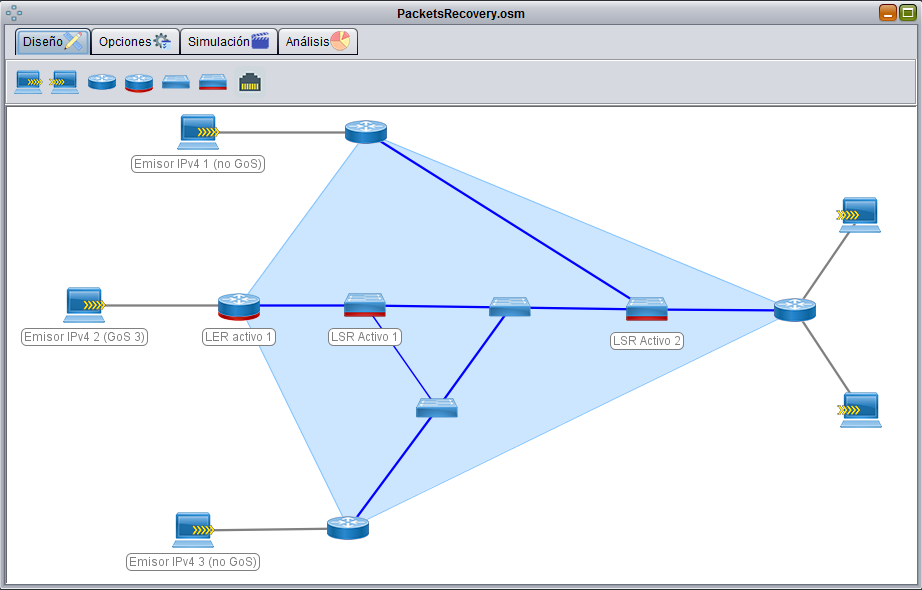 PacketsRecovery.osm
Diseño
Opciones
Simulación
Análisis
Emisor IPv4 1 (no GoS)
Emisor IPv4 2 (GoS 3)
LER activo 1
LSR Activo 1
LSR Activo 2
Emisor IPv4 3 (no GoS)